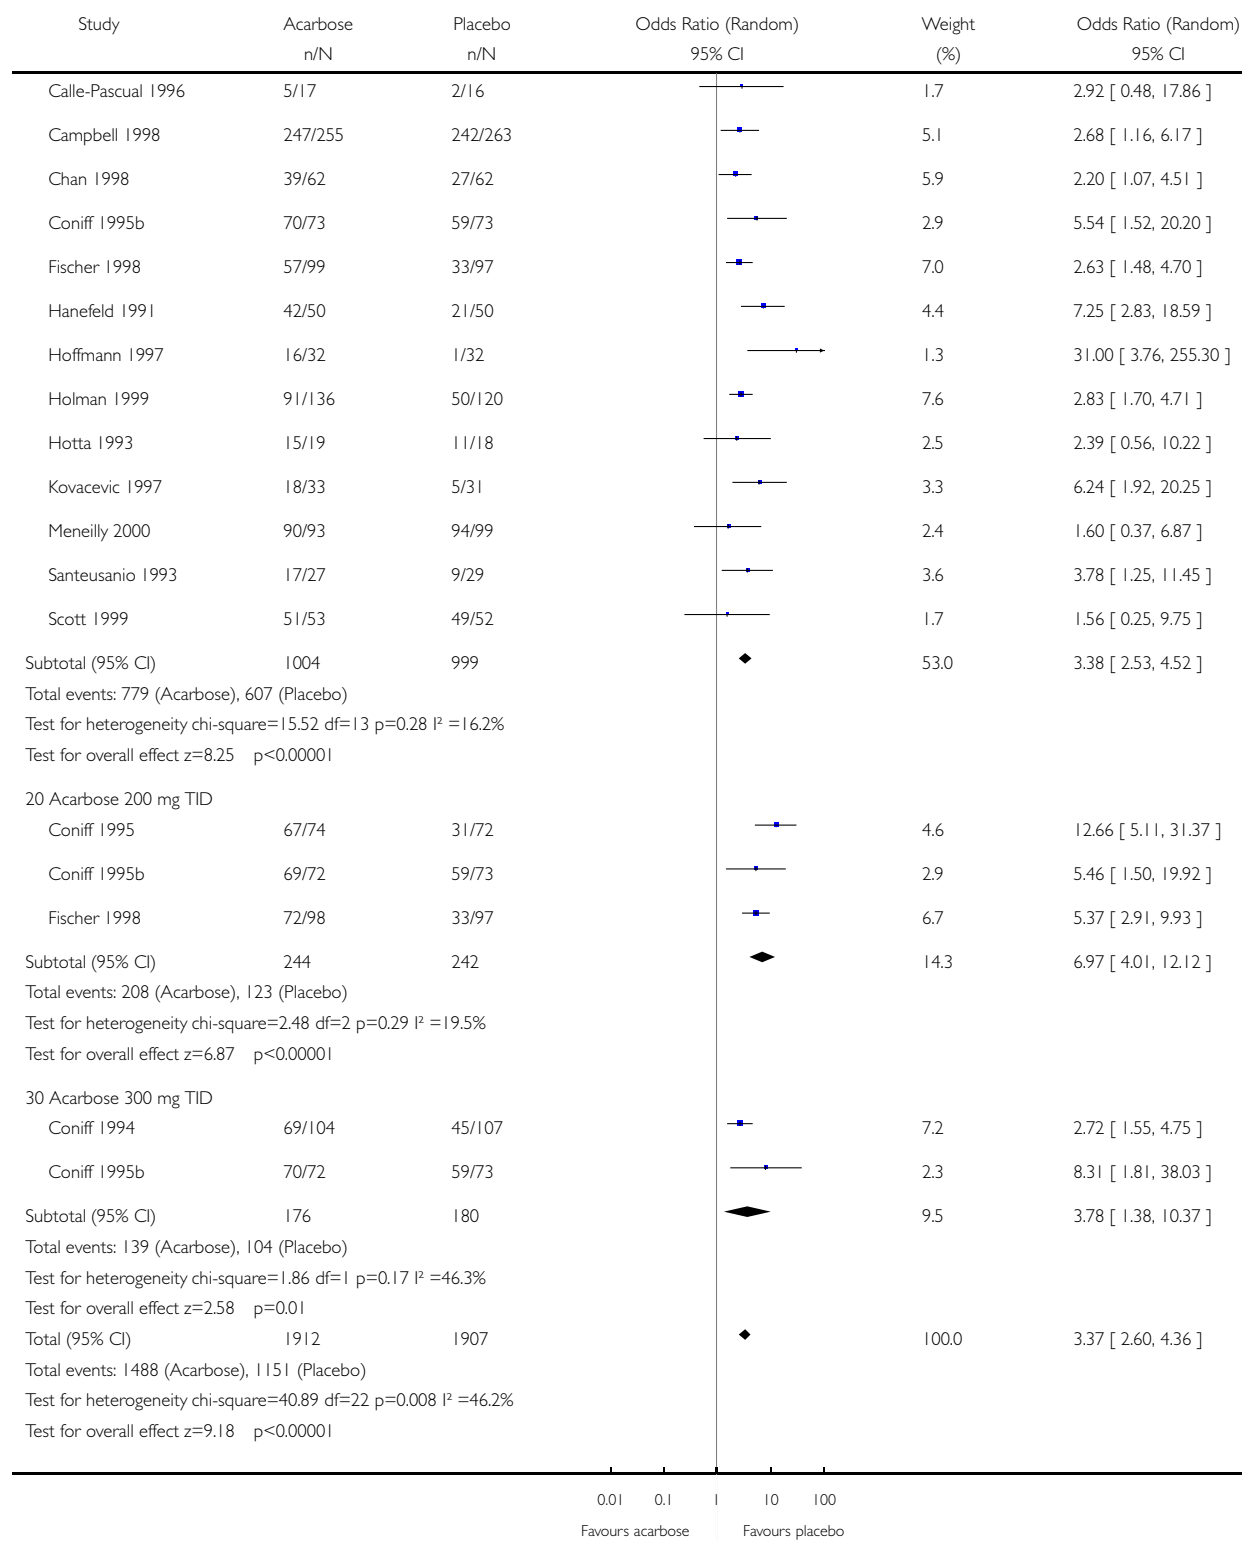 Study Acarbose Placebo Odds Ratio (Random) Weight Odds Ratio (Random)
n/N n/N 95% CI (%) 95% CI
Calle-Pascual 1996 5/17 2/16 1.7 2.92 [ 0.48, 17.86 ]
Campbell 1998 247/255 242/263 5.1 2.68 [ 1.16, 6.17 ]
Chan 1998 39/62 27/62 5.9 2.20 [ 1.07, 4.51 ]
Coniff 1995b 70/73 59/73 2.9 5.54 [ 1.52, 20.20 ]
Fischer 1998 57/99 33/97 7.0 2.63 [ 1.48, 4.70 ]
Hanefeld 1991 42/50 21/50 4.4 7.25 [ 2.83, 18.59 ]
Hoffmann 1997 16/32 1/32 1.3 31.00 [ 3.76, 255.30 ]
Holman 1999 91/136 50/120 7.6 2.83 [ 1.70, 4.71 ]
Hotta 1993 15/19 11/18 2.5 2.39 [ 0.56, 10.22 ]
Kovacevic 1997 18/33 5/31 3.3 6.24 [ 1.92, 20.25 ]
Meneilly 2000 90/93 94/99 2.4 1.60 [ 0.37, 6.87 ]
Santeusanio 1993 17/27 9/29 3.6 3.78 [ 1.25, 11.45 ]
Scott 1999 51/53 49/52 1.7 1.56 [ 0.25, 9.75 ]
Subtotal (95% CI) 1004 999 53.0 3.38 [ 2.53, 4.52 ]
Total events: 779 (Acarbose), 607 (Placebo)
Test for heterogeneity chi-square=15.52 df=13 p=0.28 I² =16.2%
Test for overall effect z=8.25 p<0.00001
20 Acarbose 200 mg TID
Coniff 1995 67/74 31/72 4.6 12.66 [ 5.11, 31.37 ]
Coniff 1995b 69/72 59/73 2.9 5.46 [ 1.50, 19.92 ]
Fischer 1998 72/98 33/97 6.7 5.37 [ 2.91, 9.93 ]
Subtotal (95% CI) 244 242 14.3 6.97 [ 4.01, 12.12 ]
Total events: 208 (Acarbose), 123 (Placebo)
Test for heterogeneity chi-square=2.48 df=2 p=0.29 I² =19.5%
Test for overall effect z=6.87 p<0.00001
30 Acarbose 300 mg TID
Coniff 1994 69/104 45/107 7.2 2.72 [ 1.55, 4.75 ]
Coniff 1995b 70/72 59/73 2.3 8.31 [ 1.81, 38.03 ]
Subtotal (95% CI) 176 180 9.5 3.78 [ 1.38, 10.37 ]
Total events: 139 (Acarbose), 104 (Placebo)
Test for heterogeneity chi-square=1.86 df=1 p=0.17 I² =46.3%
Test for overall effect z=2.58 p=0.01
Total (95% CI) 1912 1907 100.0 3.37 [ 2.60, 4.36 ]
Total events: 1488 (Acarbose), 1151 (Placebo)
Test for heterogeneity chi-square=40.89 df=22 p=0.008 I² =46.2%
Test for overall effect z=9.18 p<0.00001
0.01 0.1 1 10 100
Favours acarbose Favours placebo